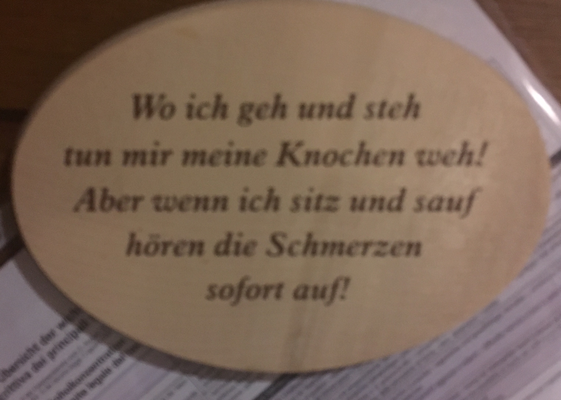 Wo ich geh und steh
tun mir meine Knochen weh!
Aber wenn ich sitz und sauf
hören die Schmerzen
sofort auf!